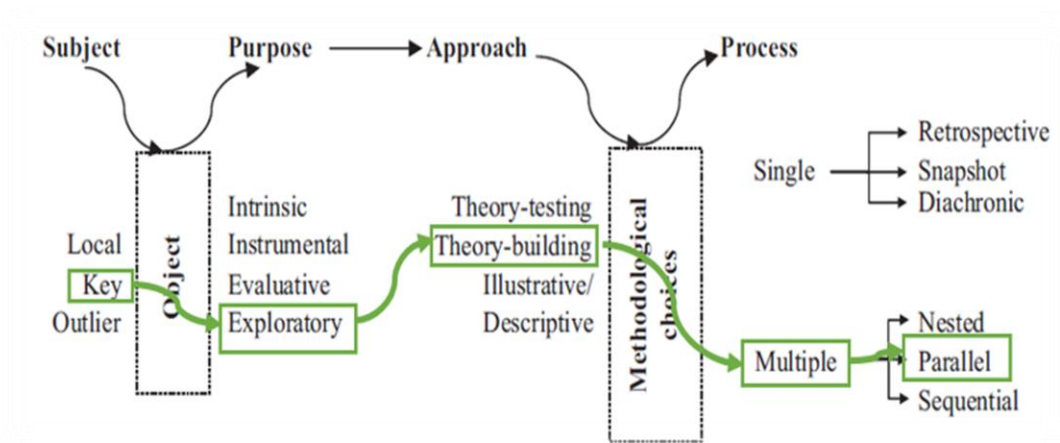 Subject
Purpose
Approach
Process
Object
Local
Key
Outlier
Intrinsic
Instrumental
Evaluative
Exploratory
Theory-testing
Theory-building
Illustrative/
Descriptive
Methodological
choices
Single
Retrospective
Snapshot
Diachronic
Multiple
Nested
Parallel
Sequential